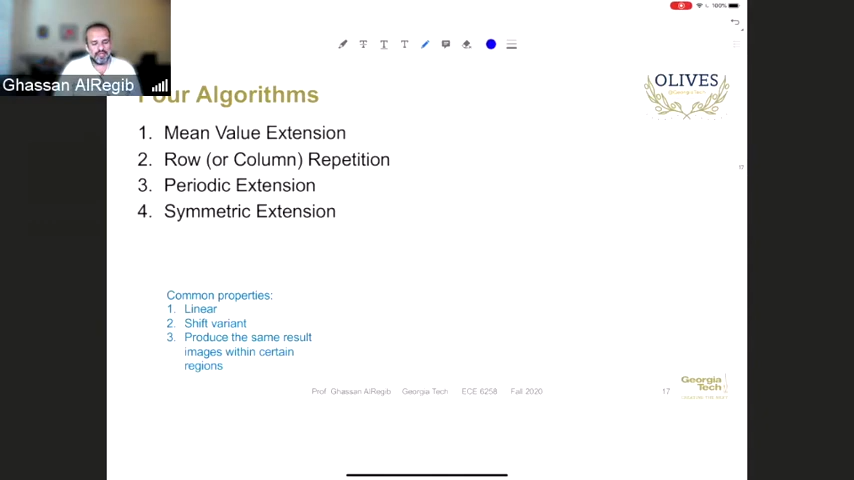 100%
Ghassan AlRegib
Four Algorithms
OLIVES
1. Mean Value Extension
2. Row (or Column) Repetition
3. Periodic Extension
4. Symmetric Extension
17
Common properties:
1. Linear
2. Shift variant
3. Produce the same result
images within certain
regions
Prof Ghassan AlRegib Georgia Tech ECE 6258 Fall 2020
17
Georgia
Tech